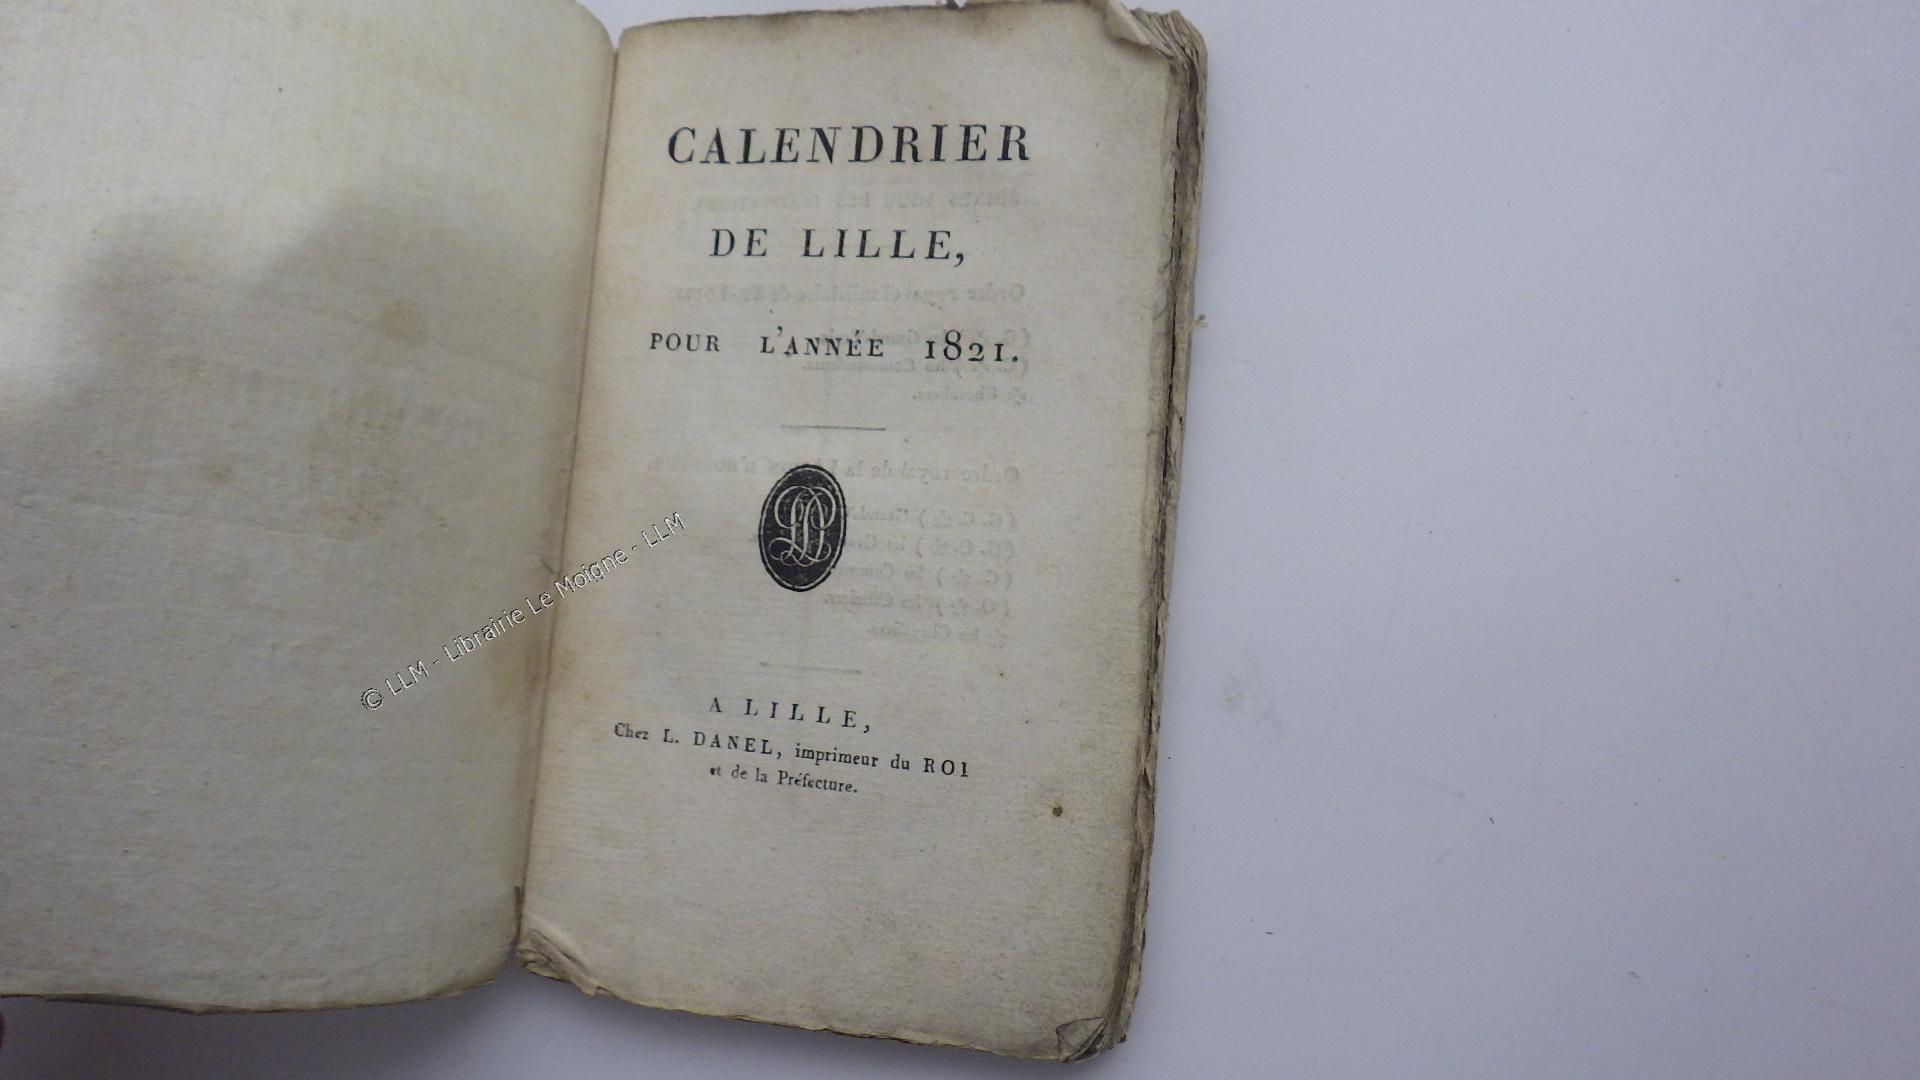 CALENDRIER
DE LILLE,
POUR L'ANNÉE 1821.
A LILLE,
Chez L. DANEL, imprimeur du ROI
et de la Préfecture.
© LLM - Librairie Le Moigne - LLM